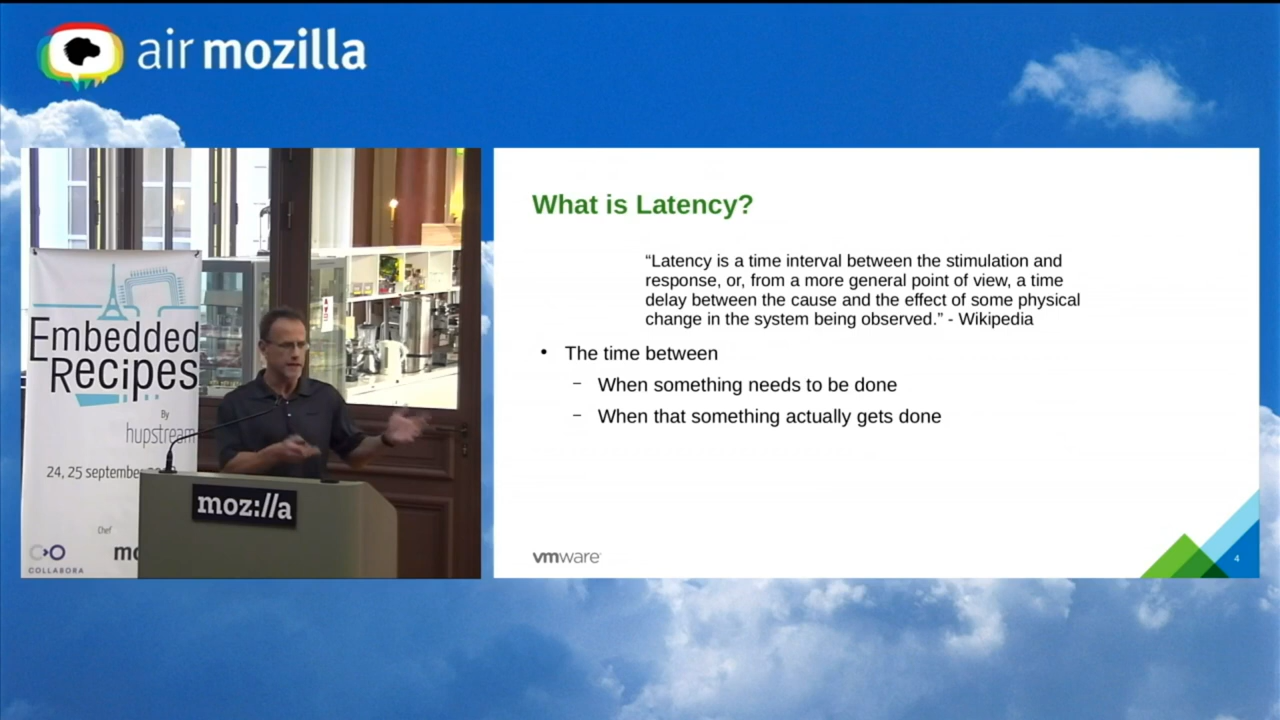 air mozilla
Embedded
Recipes
By
hupstream
24, 25 september
Chef
COLLABORA
moz://a
What is Latency?
“Latency is a time interval between the stimulation and
response, or, from a more general point of view, a time
delay between the cause and the effect of some physical
change in the system being observed.” - Wikipedia
• The time between
– When something needs to be done
– When that something actually gets done
vmware
4